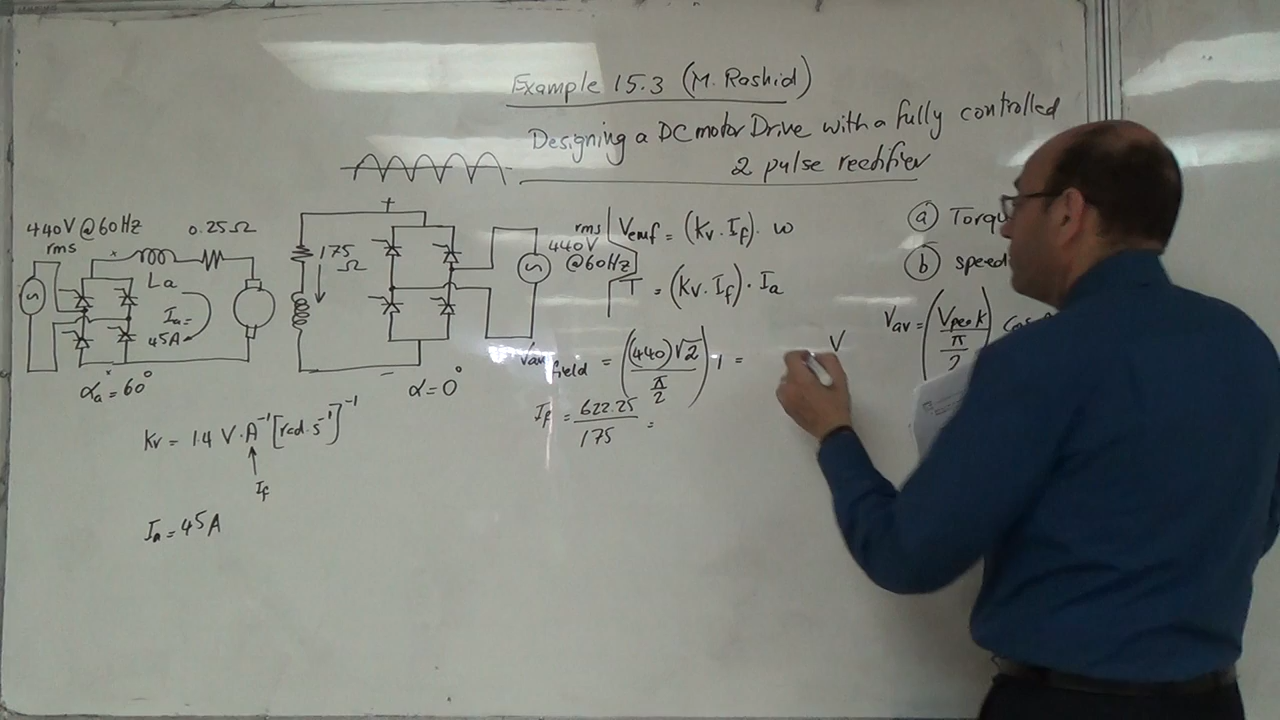 Example 15.3 (M. Rashid)
Designing a DC motor Drive with a fully controlled
2 pulse rectifier
440V @ 60Hz
rms
0.25Ω
La
Ia =
45A
αa = 60°
+
175
Ω
-
α = 0°
rms
440V
@60Hz
Vemf = (Kv . If) . ω
T = (Kv . If) . Ia
(a) Torqu
(b) speed
Vav = (Vpeak / (π/2))
Vav field = ((440)√2 / (π/2)) . 1 = V
If = 622.25 / 175 =
Kv = 1.4 V.A⁻¹ [rad.s⁻¹]⁻¹
If
Ia = 45A